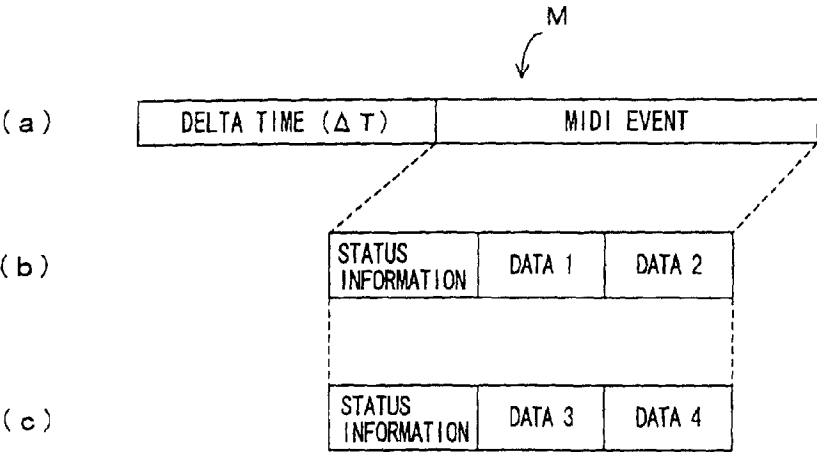 M
(a) DELTA TIME (Δ T) MIDI EVENT
(b) STATUS INFORMATION DATA 1 DATA 2
(c) STATUS INFORMATION DATA 3 DATA 4